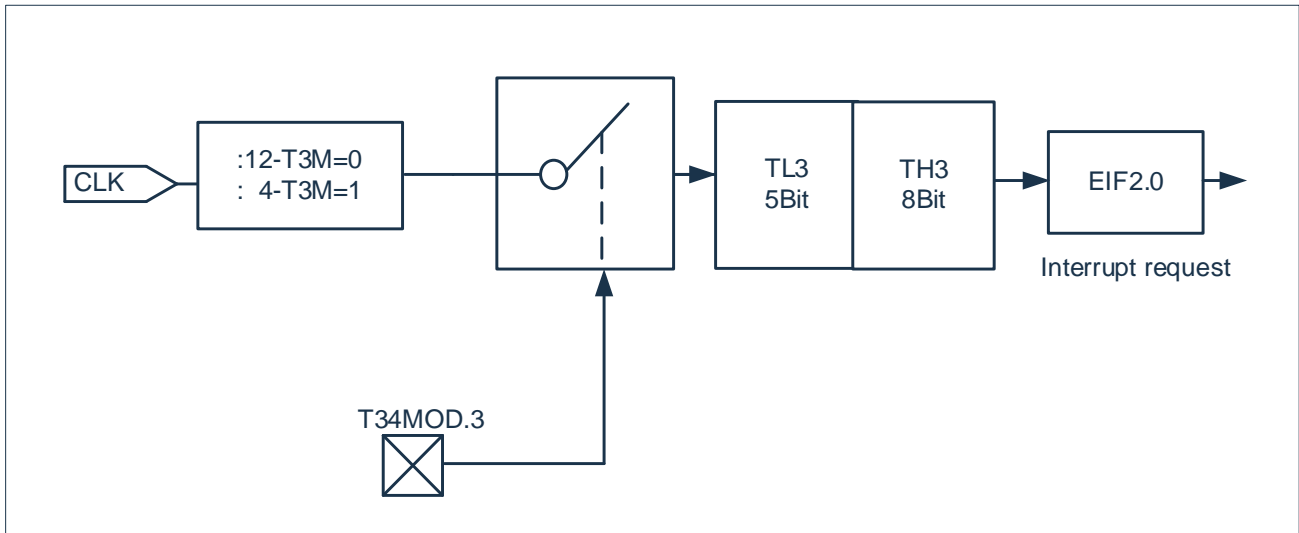 CLK
:12-T3M=0
: 4-T3M=1
TL3
5Bit
TH3
8Bit
EIF2.0
Interrupt request
T34MOD.3